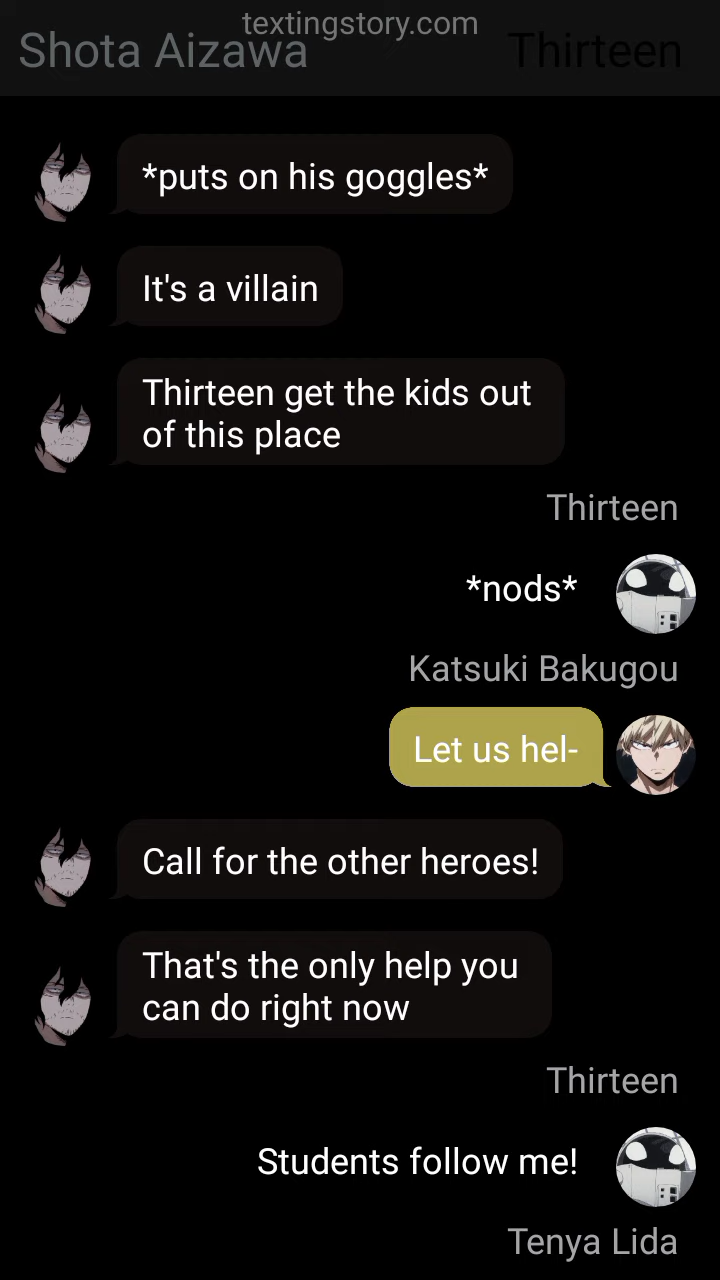 textingstory.com
Shota Aizawa
Thirteen
*puts on his goggles*
It's a villain
Thirteen get the kids out
of this place
Thirteen
*nods*
Katsuki Bakugou
Let us hel-
Call for the other heroes!
That's the only help you
can do right now
Thirteen
Students follow me!
Tenya Lida